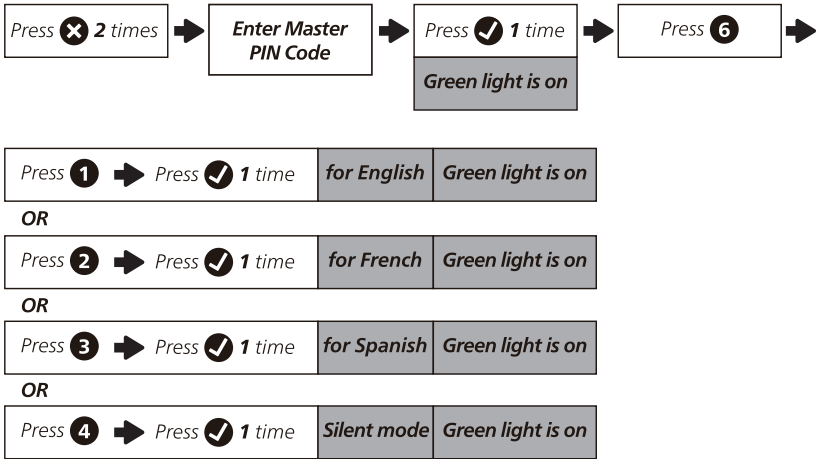 Press ✖ 2 times
Enter Master
PIN Code
Press ✔ 1 time
Green light is on
Press 6
Press 1 Press ✔ 1 time for English Green light is on
OR
Press 2 Press ✔ 1 time for French Green light is on
OR
Press 3 Press ✔ 1 time for Spanish Green light is on
OR
Press 4 Press ✔ 1 time Silent mode Green light is on